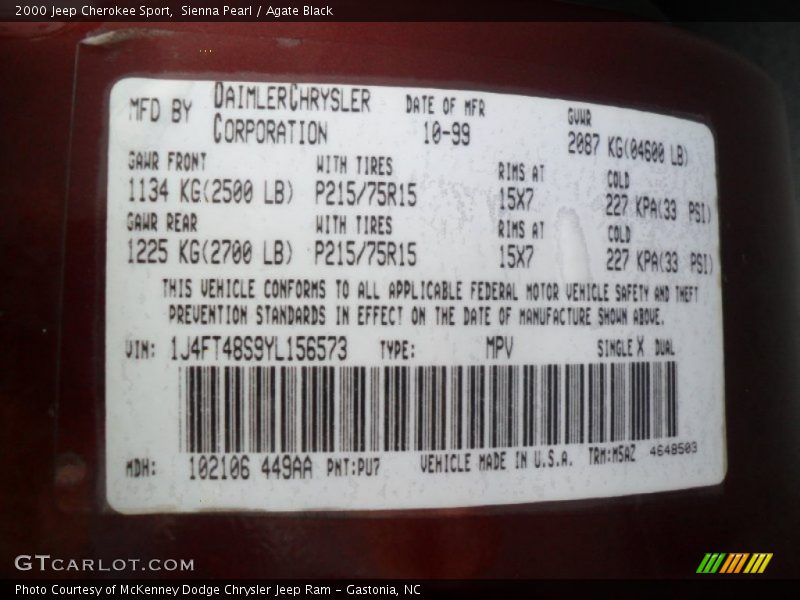 2000 Jeep Cherokee Sport,  Sienna Pearl / Agate Black
MFD BY DAIMLERCHRYSLER CORPORATION DATE OF MFR 10-99 GVWR 2087 KG(04600 LB)
GAWR FRONT WITH TIRES RIMS AT COLD
1134 KG(2500 LB) P215/75R15 15X7 227 KPA(33 PSI)
GAWR REAR WITH TIRES RIMS AT COLD
1225 KG(2700 LB) P215/75R15 15X7 227 KPA(33 PSI)
THIS VEHICLE CONFORMS TO ALL APPLICABLE FEDERAL MOTOR VEHICLE SAFETY AND THEFT
PREVENTION STANDARDS IN EFFECT ON THE DATE OF MANUFACTURE SHOWN ABOVE.
VIN: 1J4FT48S9YL156573 TYPE: MPV SINGLE X DUAL
MDH: 102106 449AA PNT:PU7 VEHICLE MADE IN U.S.A. TRM:M5AZ 4648503
GTCARLOT.COM
Photo Courtesy of McKenney Dodge Chrysler Jeep Ram - Gastonia, NC